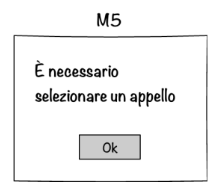 M5
È necessario
selezionare un appello
Ok